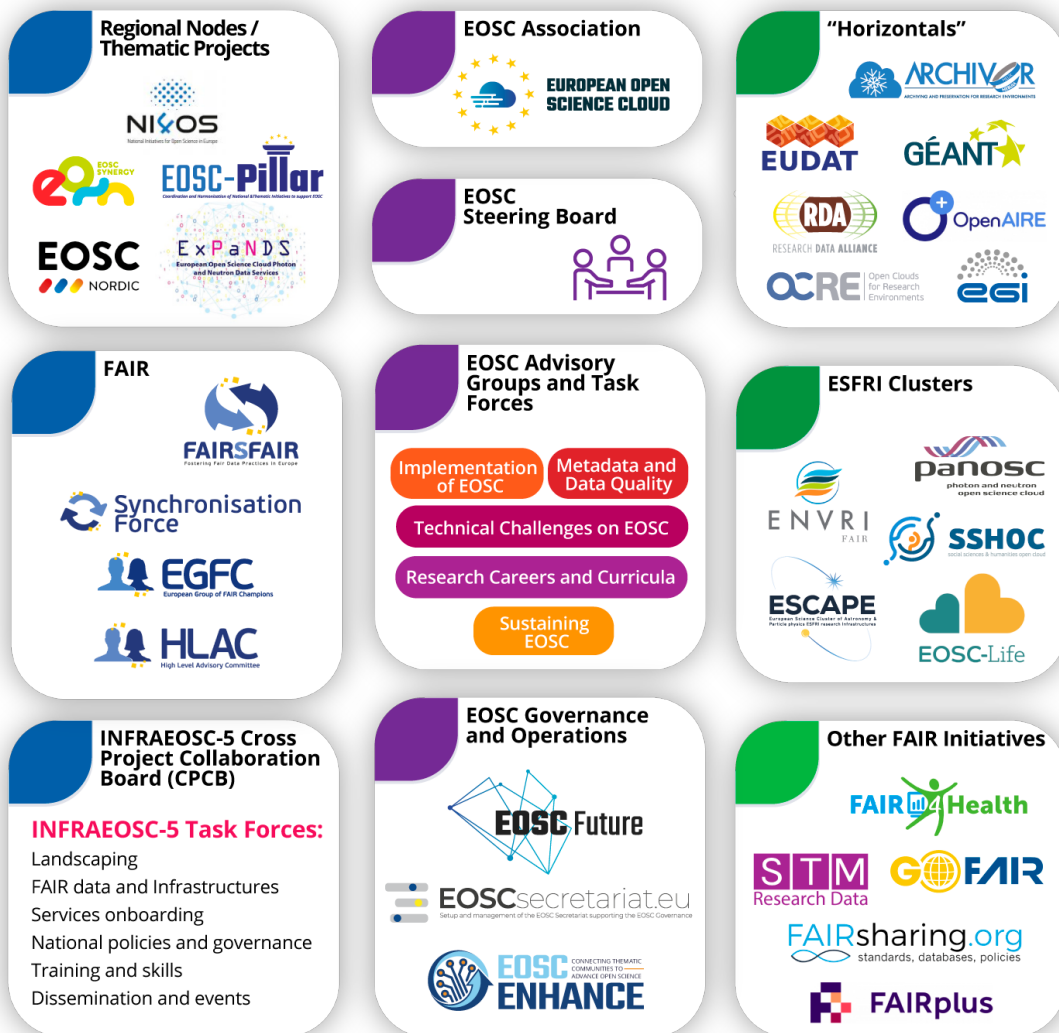 Regional Nodes /
Thematic Projects
NI4OS
National Initiatives for Open Science in Europe
EOSC
SYNERGY
EOSC-Pillar
Coordination and Harmonisation of National &Thematic Initiatives to support EOSC
EOSC
NORDIC
ExPaNDS
European Open Science Cloud Photon
and Neutron Data Services
EOSC Association
EUROPEAN OPEN
SCIENCE CLOUD
EOSC
Steering Board
"Horizontals"
ARCHIVER
ARCHIVING AND PRESERVATION FOR RESEARCH ENVIRONMENTS
EUDAT
GÉANT
RDA
RESEARCH DATA ALLIANCE
OpenAIRE
OCRE
Open Clouds
for Research
Environments
egi
FAIR
FAIRSFAIR
Fostering Fair Data Practices in Europe
Synchronisation
Force
EGFC
European Group of FAIR Champions
HLAC
High Level Advisory Committee
EOSC Advisory
Groups and Task
Forces
Implementation
of EOSC
Metadata and
Data Quality
Technical Challenges on EOSC
Research Careers and Curricula
Sustaining
EOSC
ESFRI Clusters
panosc
photon and neutron
open science cloud
ENVRI
FAIR
SSHOC
social sciences & humanities open cloud
ESCAPE
European Science Cluster of Astronomy &
Particle physics ESFRI research Infrastructures
EOSC-Life
INFRAEOSC-5 Cross
Project Collaboration
Board (CPCB)
INFRAEOSC-5 Task Forces:
Landscaping
FAIR data and Infrastructures
Services onboarding
National policies and governance
Training and skills
Dissemination and events
EOSC Governance
and Operations
EOSC Future
EOSCsecretariat.eu
Setup and management of the EOSC Secretariat supporting the EOSC Governance
EOSC
ENHANCE
CONNECTING THEMATIC
COMMUNITIES TO
ADVANCE OPEN SCIENCE
Other FAIR Initiatives
FAIR4Health
STM
Research Data
GO FAIR
FAIRsharing.org
standards, databases, policies
FAIRplus